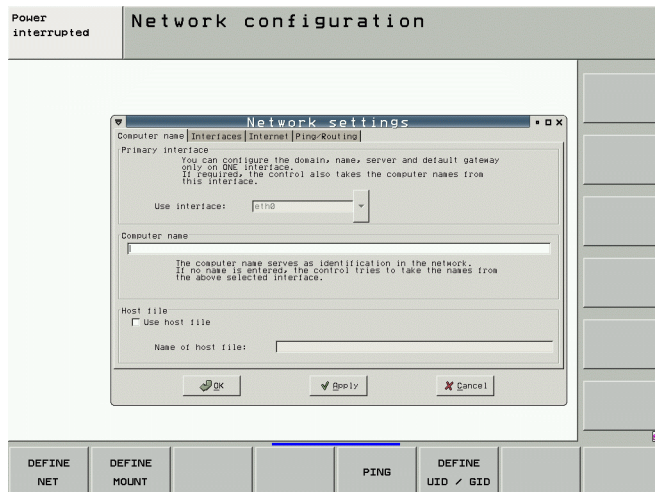 Power
interrupted
Network configuration
Network settings
Computer name Interfaces Internet Ping/Routing
Primary interface
You can configure the domain, name, server and default gateway
only on ONE interface.
If required, the control also takes the computer names from
this interface.
Use interface: eth0
Computer name
The computer name serves as identification in the network.
If no name is entered, the control tries to take the names from
the above selected interface.
Host file
Use host file
Name of host file:
OK Apply Cancel
DEFINE NET
DEFINE MOUNT
PING
DEFINE UID / GID